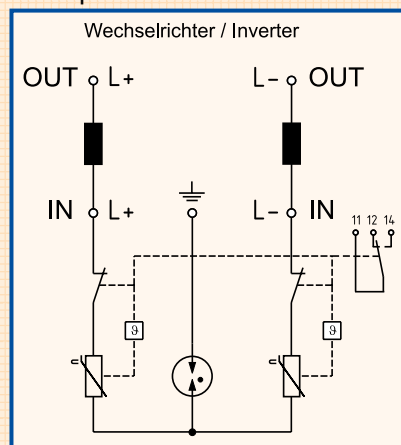 Wechselrichter / Inverter
OUT L+ L- OUT
IN L+ L- IN
11 12 14
ϑ ϑ
u u